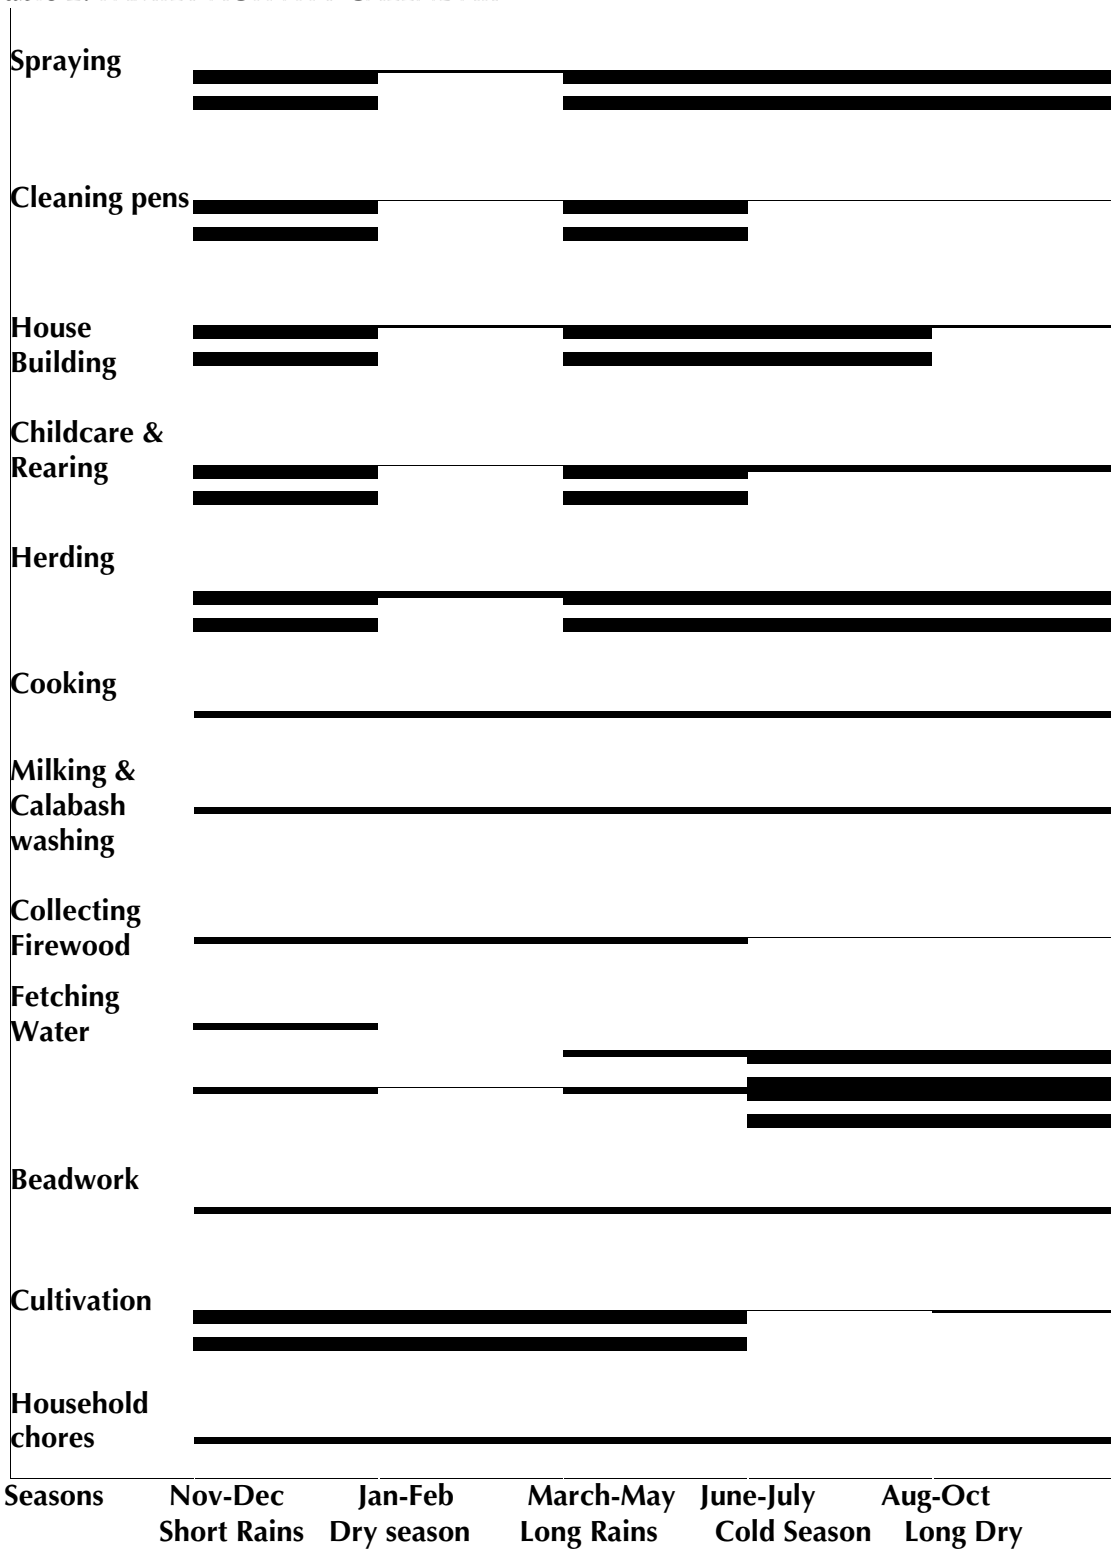 Spraying
Cleaning pens
House
Building
Childcare &
Rearing
Herding
Cooking
Milking &
Calabash
washing
Collecting
Firewood
Fetching
Water
Beadwork
Cultivation
Household
chores
Seasons Nov-Dec Jan-Feb March-May June-July Aug-Oct
Short Rains Dry season Long Rains Cold Season Long Dry